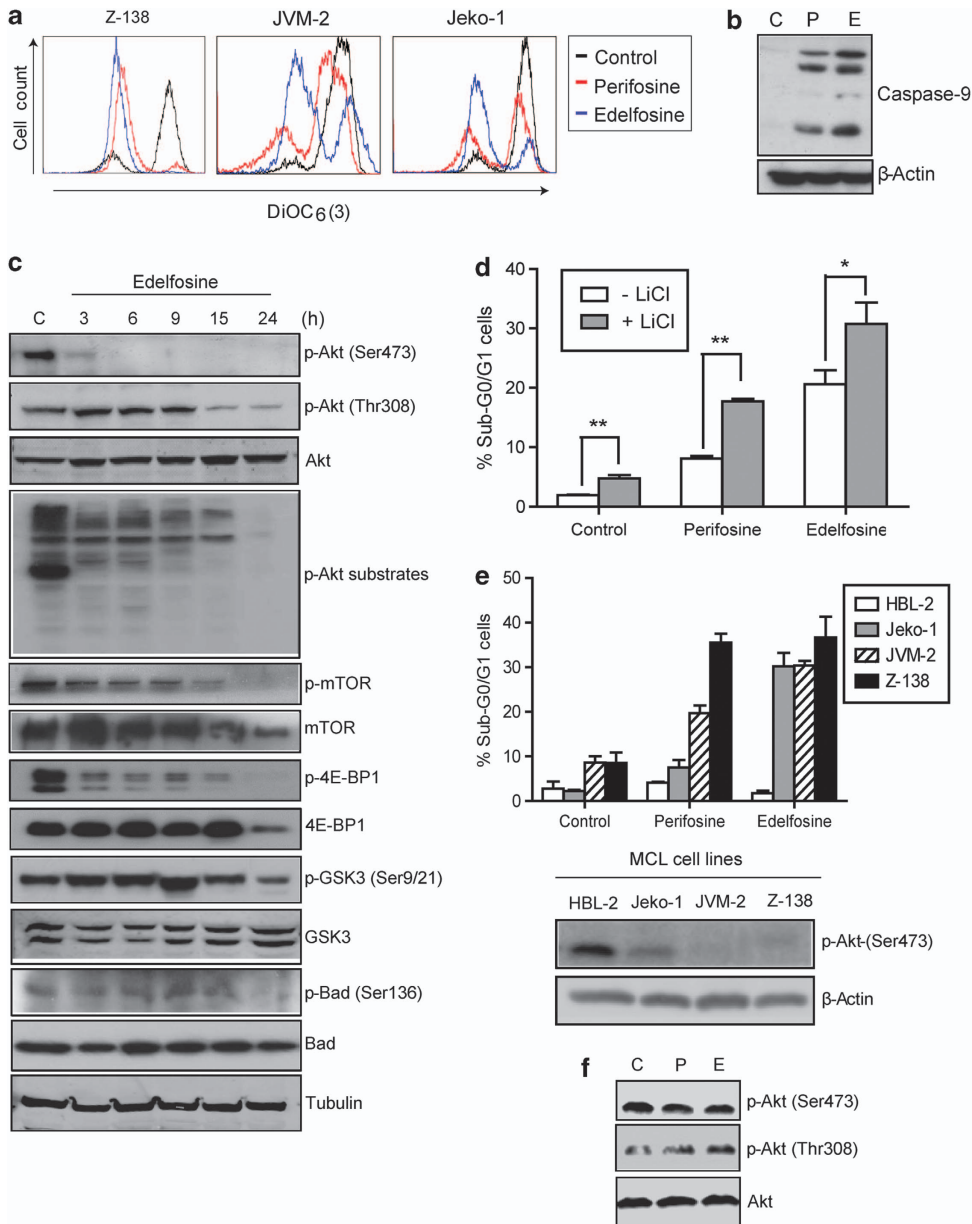 a
Z-138
JVM-2
Jeko-1
Cell count
Control
Perifosine
Edelfosine
DiOC6(3)
b
C P E
Caspase-9
β-Actin
c
Edelfosine
C 3 6 9 15 24 (h)
p-Akt (Ser473)
p-Akt (Thr308)
Akt
p-Akt substrates
p-mTOR
mTOR
p-4E-BP1
4E-BP1
p-GSK3 (Ser9/21)
GSK3
p-Bad (Ser136)
Bad
Tubulin
d
% Sub-G0/G1 cells
40
30
20
10
0
- LiCl
+ LiCl
**
**
*
Control Perifosine Edelfosine
e
% Sub-G0/G1 cells
50
40
30
20
10
0
HBL-2
Jeko-1
JVM-2
Z-138
Control Perifosine Edelfosine
MCL cell lines
HBL-2 Jeko-1 JVM-2 Z-138
p-Akt-(Ser473)
β-Actin
f
C P E
p-Akt (Ser473)
p-Akt (Thr308)
Akt